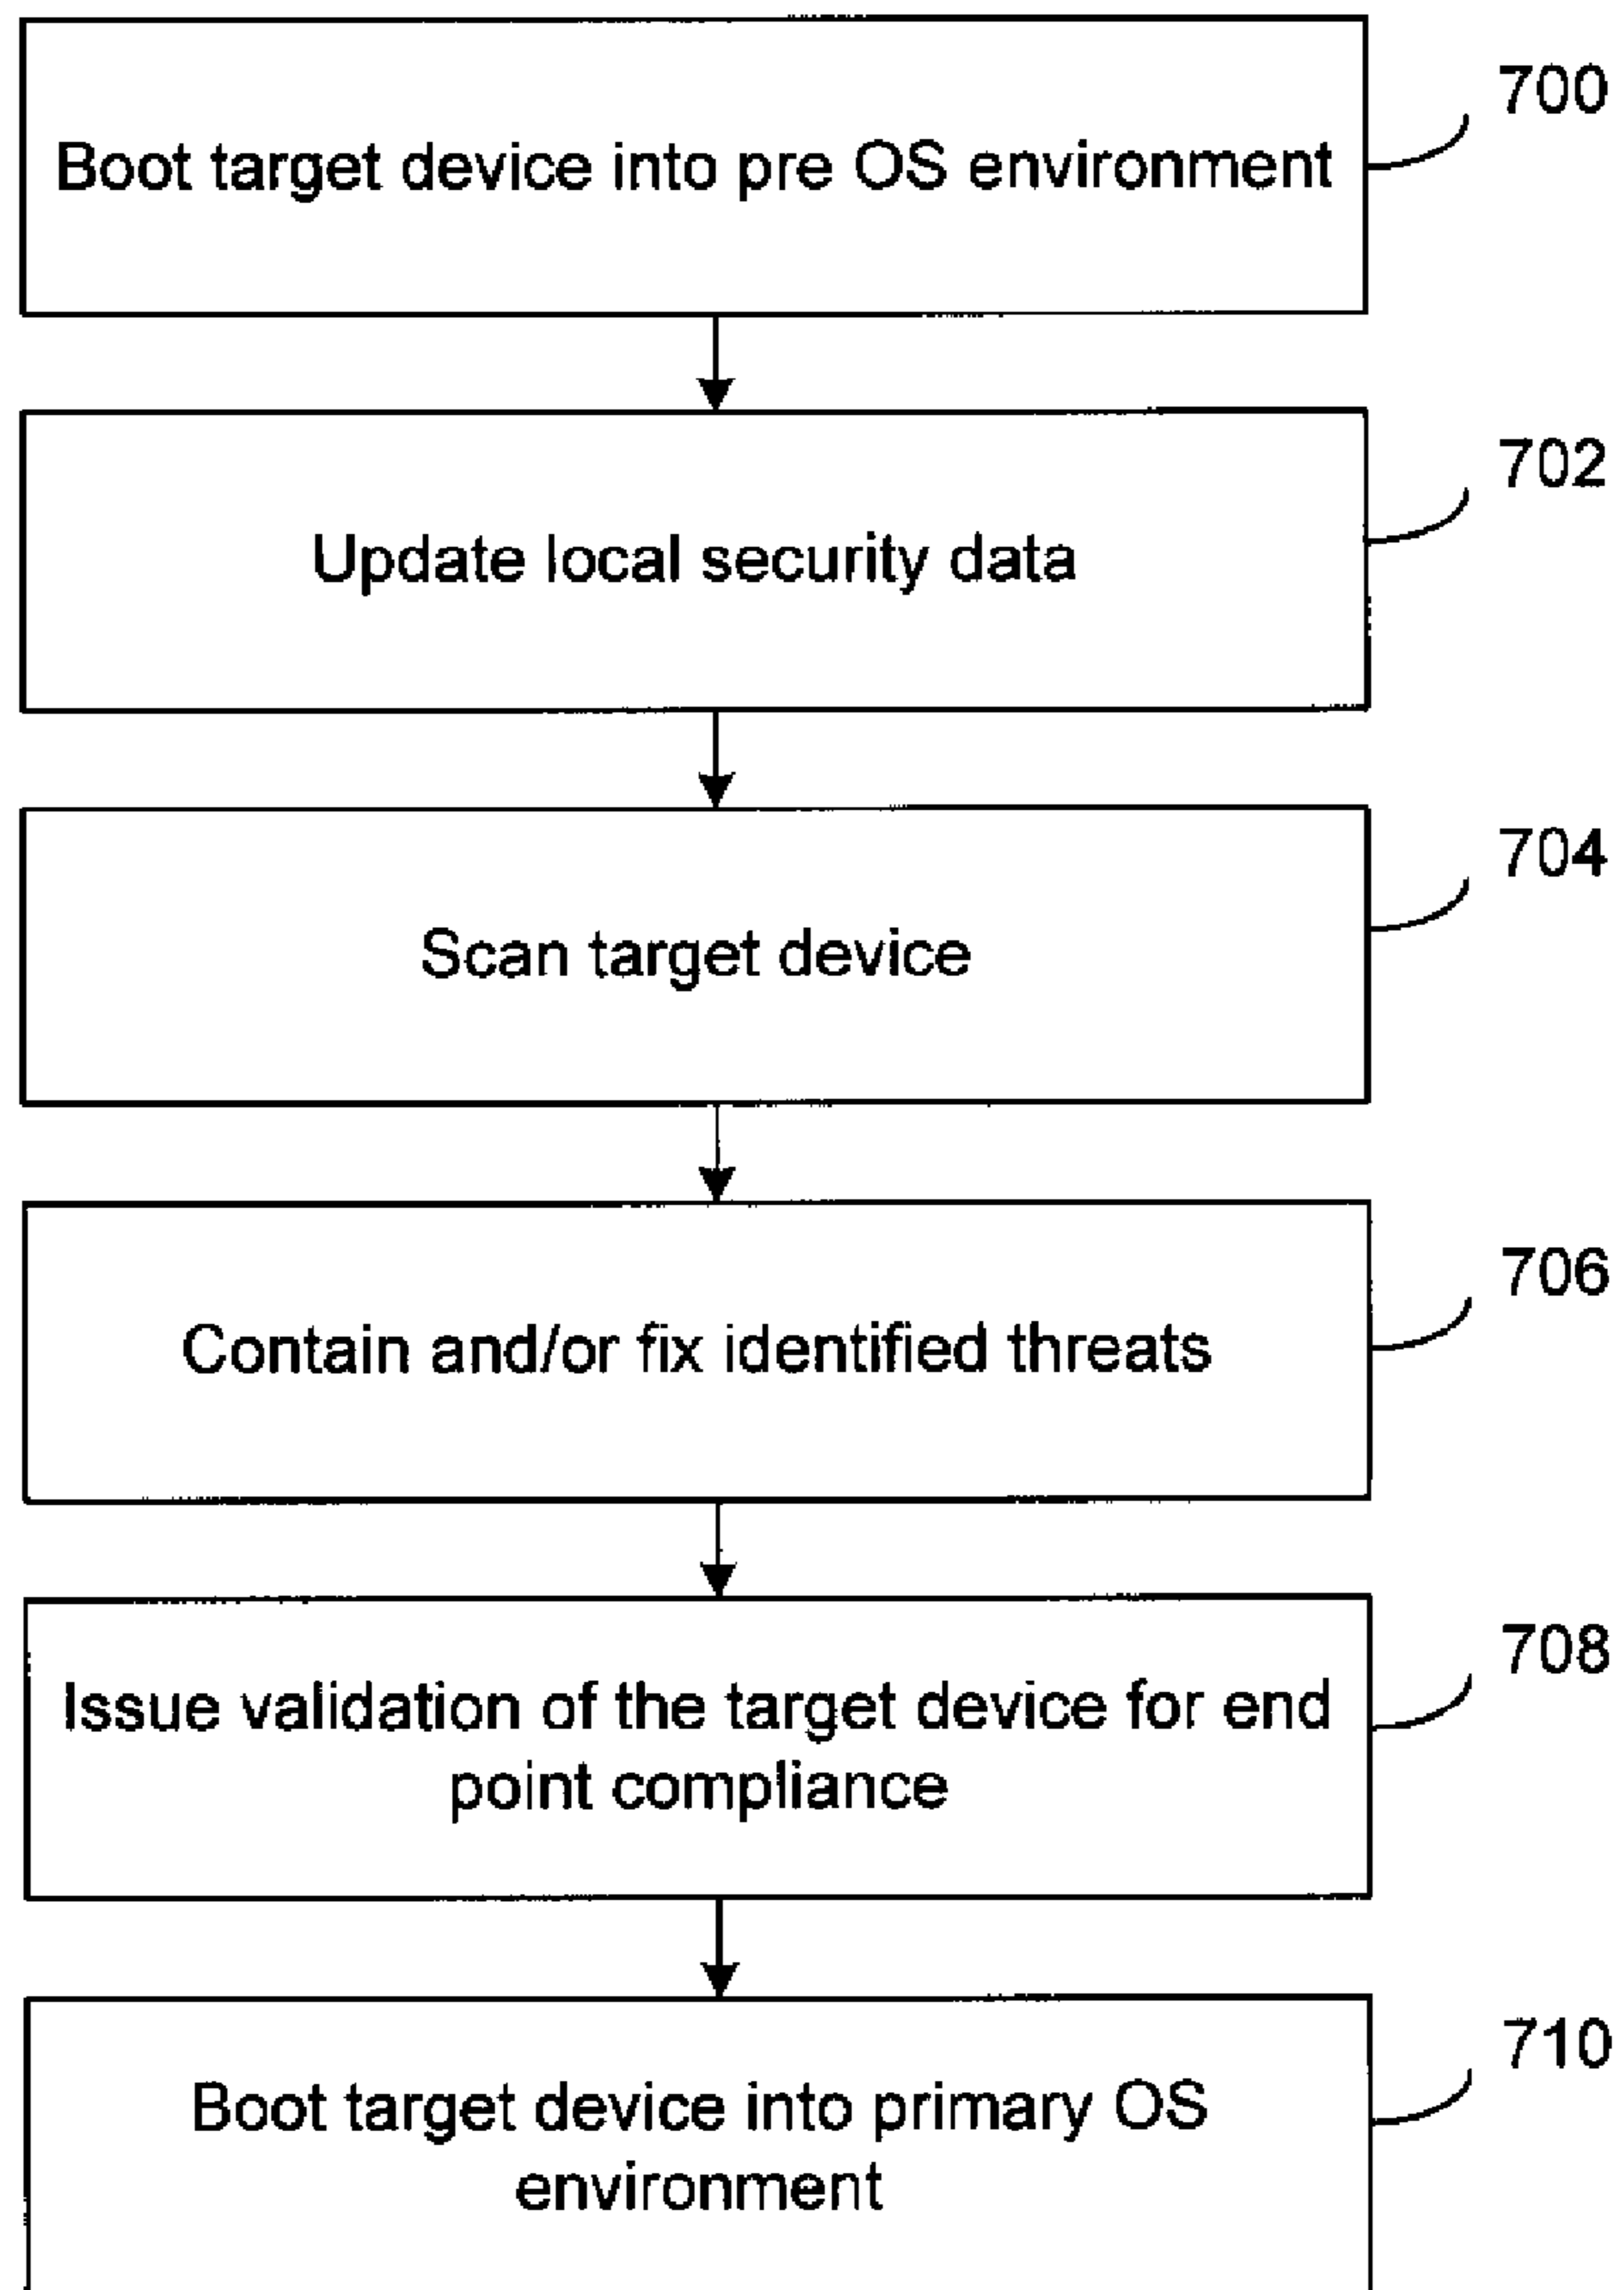 700
Boot target device into pre OS environment
702
Update local security data
704
Scan target device
706
Contain and/or fix identified threats
708
Issue validation of the target device for end
point compliance
710
Boot target device into primary OS
environment